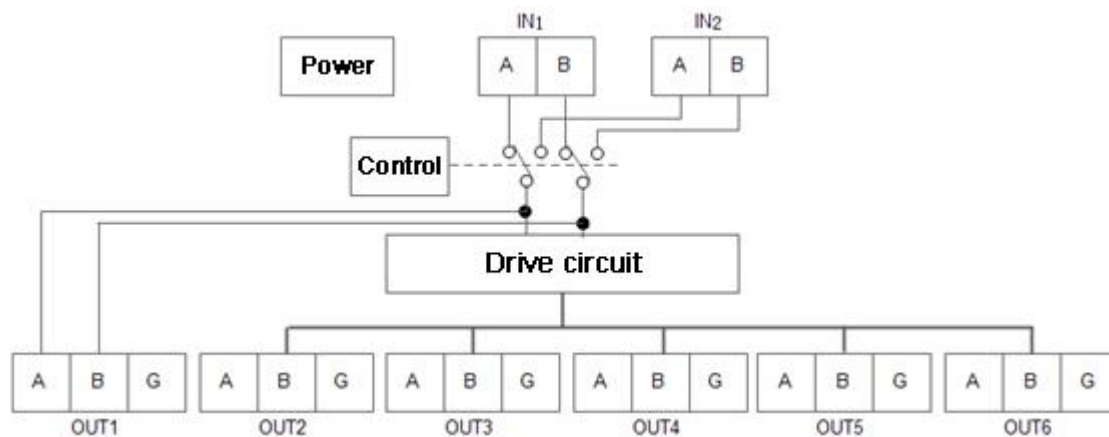 IN1 IN2
Power A B A B
Control
Drive circuit
A B G A B G A B G A B G A B G A B G
OUT1 OUT2 OUT3 OUT4 OUT5 OUT6